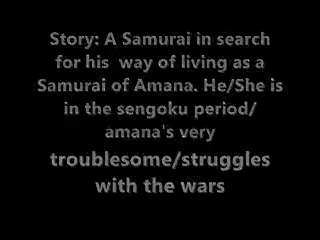 Story: A Samurai in search
for his way of living as a
Samurai of Amana. He/She is
in the sengoku period/
amana's very
troublesome/struggles
with the wars